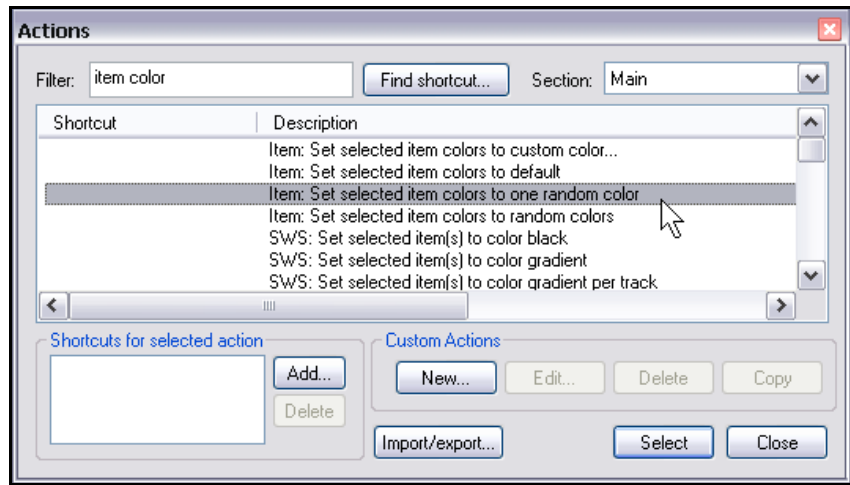 Actions
Filter: item color Find shortcut... Section: Main
Shortcut Description
Item: Set selected item colors to custom color...
Item: Set selected item colors to default
Item: Set selected item colors to one random color
Item: Set selected item colors to random colors
SWS: Set selected item(s) to color black
SWS: Set selected item(s) to color gradient
SWS: Set selected item(s) to color gradient per track
Shortcuts for selected action Custom Actions
Add... New... Edit... Delete Copy
Delete
Import/export... Select Close